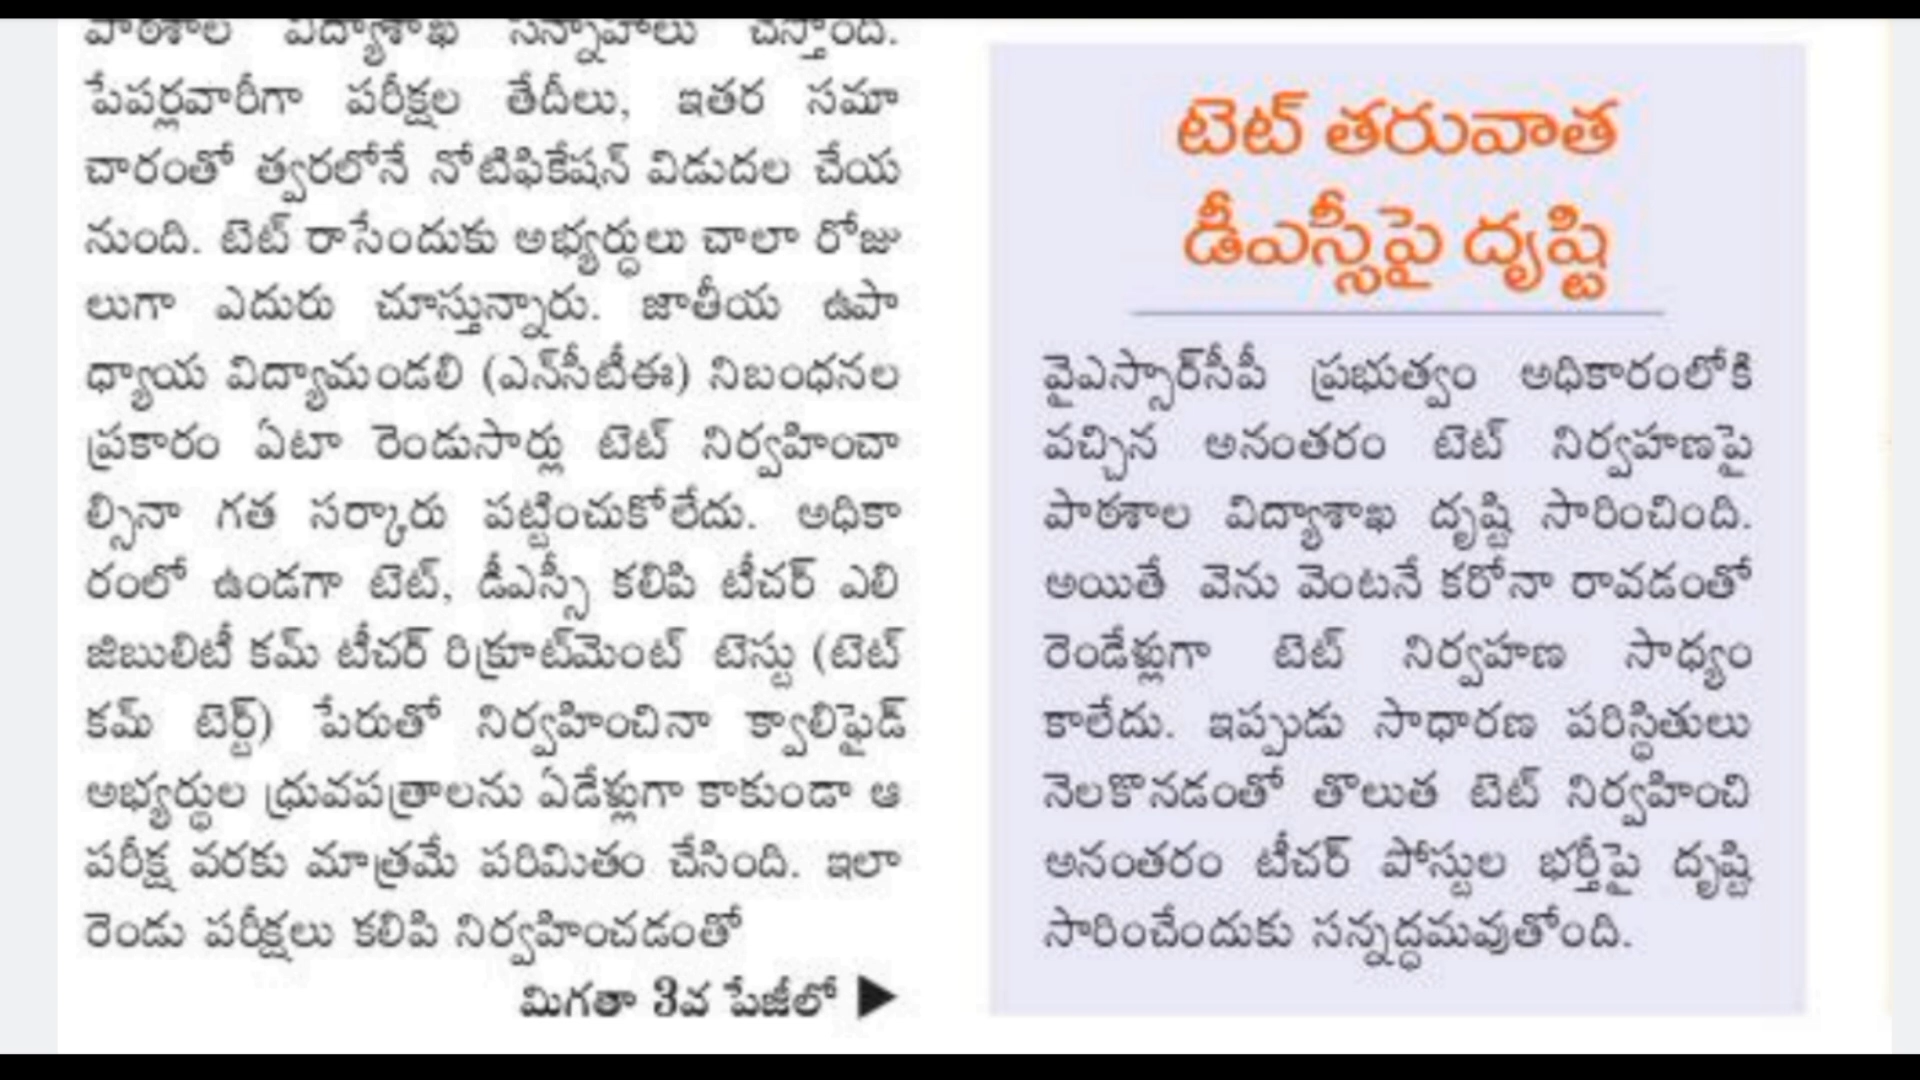 పాఠశాల విద్యాశాఖ సన్నాహాలు చేస్తోంది.
పేపర్లవారీగా పరీక్షల తేదీలు, ఇతర సమా
చారంతో త్వరలోనే నోటిఫికేషన్ విడుదల చేయ
నుంది. టెట్ రాసేందుకు అభ్యర్థులు చాలా రోజు
లుగా ఎదురు చూస్తున్నారు. జాతీయ ఉపా
ధ్యాయ విద్యామండలి (ఎన్‌సీటీఈ) నిబంధనల
ప్రకారం ఏటా రెండుసార్లు టెట్ నిర్వహించా
ల్సినా గత సర్కారు పట్టించుకోలేదు. అధికా
రంలో ఉండగా టెట్, డీఎస్సీ కలిపి టీచర్ ఎలి
జిబులిటీ కమ్ టీచర్ రిక్రూట్‌మెంట్ టెస్టు (టెట్
కమ్ టెర్ట్) పేరుతో నిర్వహించినా క్వాలిఫైడ్
అభ్యర్థుల ధ్రువపత్రాలను ఏడేళ్లుగా కాకుండా ఆ
పరీక్ష వరకు మాత్రమే పరిమితం చేసింది. ఇలా
రెండు పరీక్షలు కలిపి నిర్వహించడంతో
మిగతా 3వ పేజీలో ▶
టెట్ తరువాత
డీఎస్సీపై దృష్టి
వైఎస్సార్‌సీపీ ప్రభుత్వం అధికారంలోకి
వచ్చిన అనంతరం టెట్ నిర్వహణపై
పాఠశాల విద్యాశాఖ దృష్టి సారించింది.
అయితే వెను వెంటనే కరోనా రావడంతో
రెండేళ్లుగా టెట్ నిర్వహణ సాధ్యం
కాలేదు. ఇప్పుడు సాధారణ పరిస్థితులు
నెలకొనడంతో తొలుత టెట్ నిర్వహించి
అనంతరం టీచర్ పోస్టుల భర్తీపై దృష్టి
సారించేందుకు సన్నద్ధమవుతోంది.